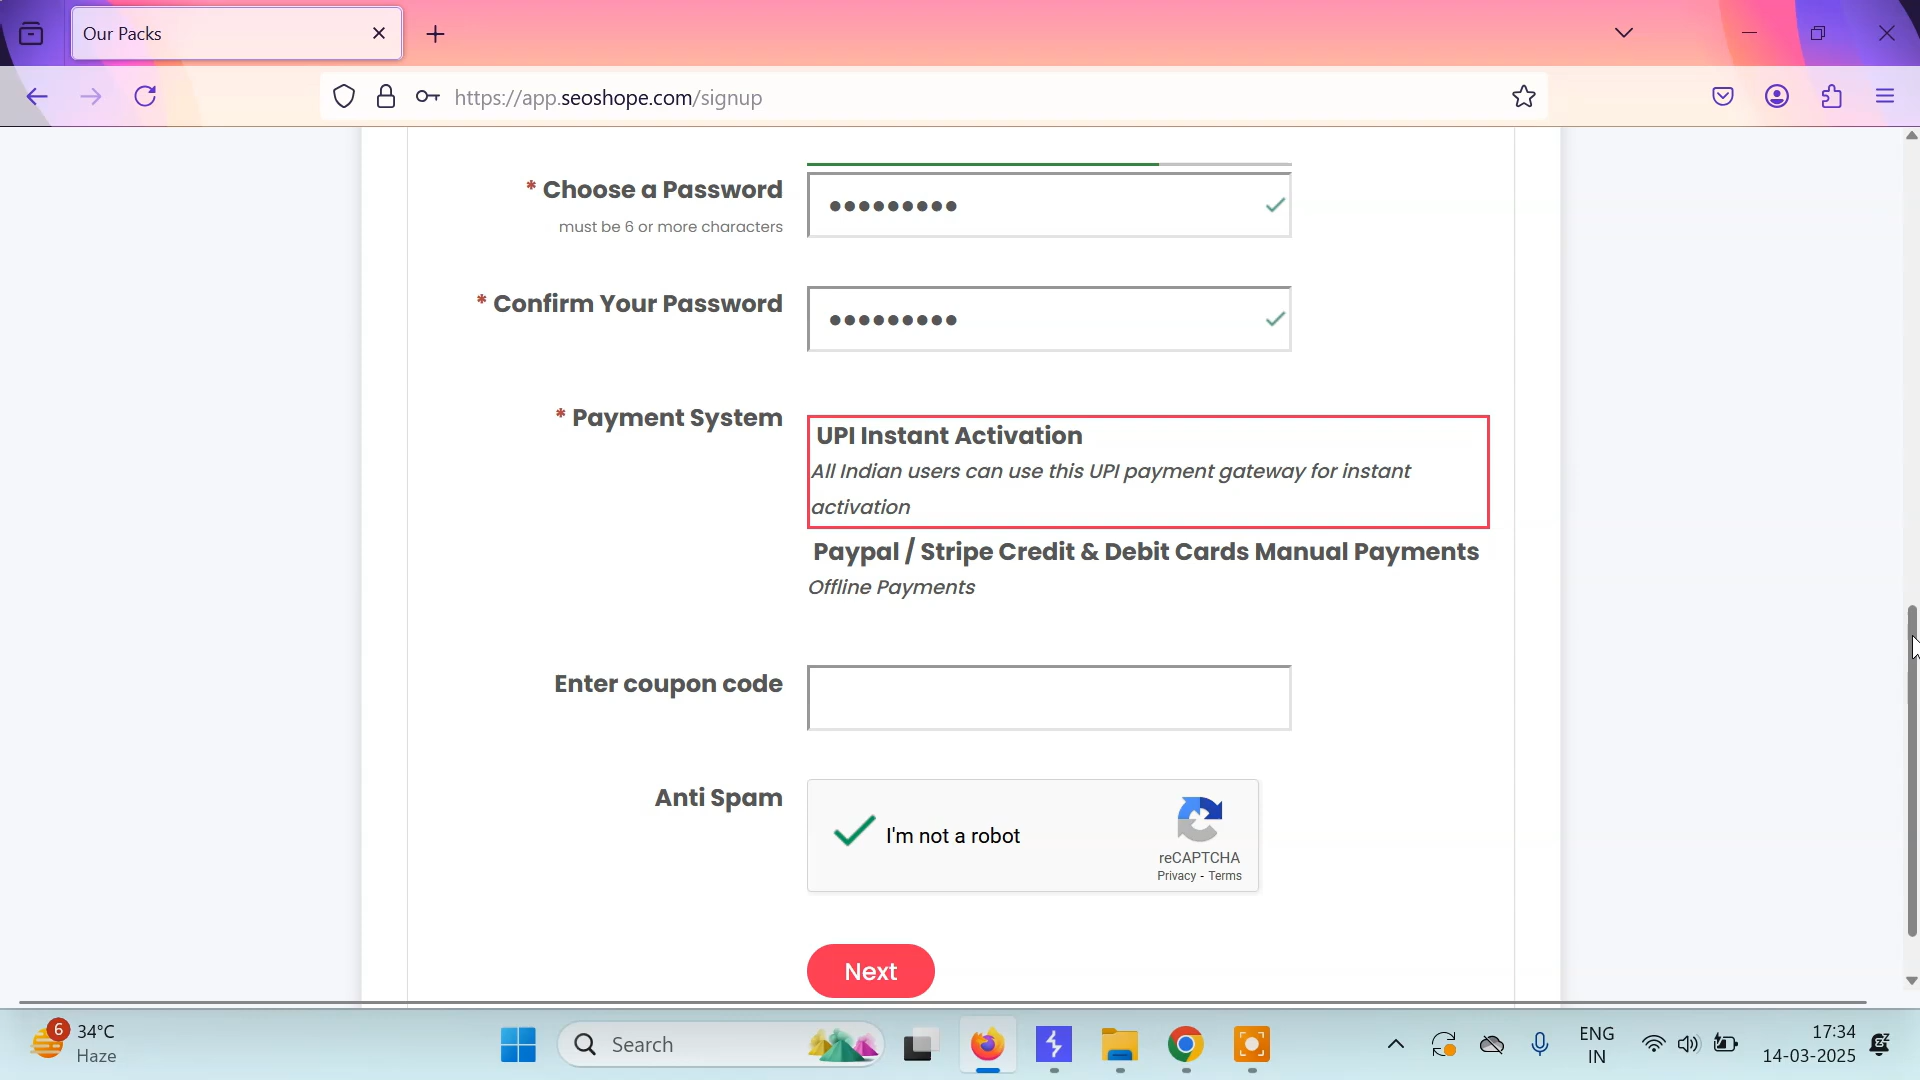 Our Packs
https://app.seoshope.com/signup
* Choose a Password
must be 6 or more characters
* Confirm Your Password
* Payment System
UPI Instant Activation
All Indian users can use this UPI payment gateway for instant
activation
Paypal / Stripe Credit & Debit Cards Manual Payments
Offline Payments
Enter coupon code
Anti Spam
I'm not a robot
reCAPTCHA
Privacy - Terms
Next
6
34°C
Haze
Search
ENG
IN
17:34
14-03-2025